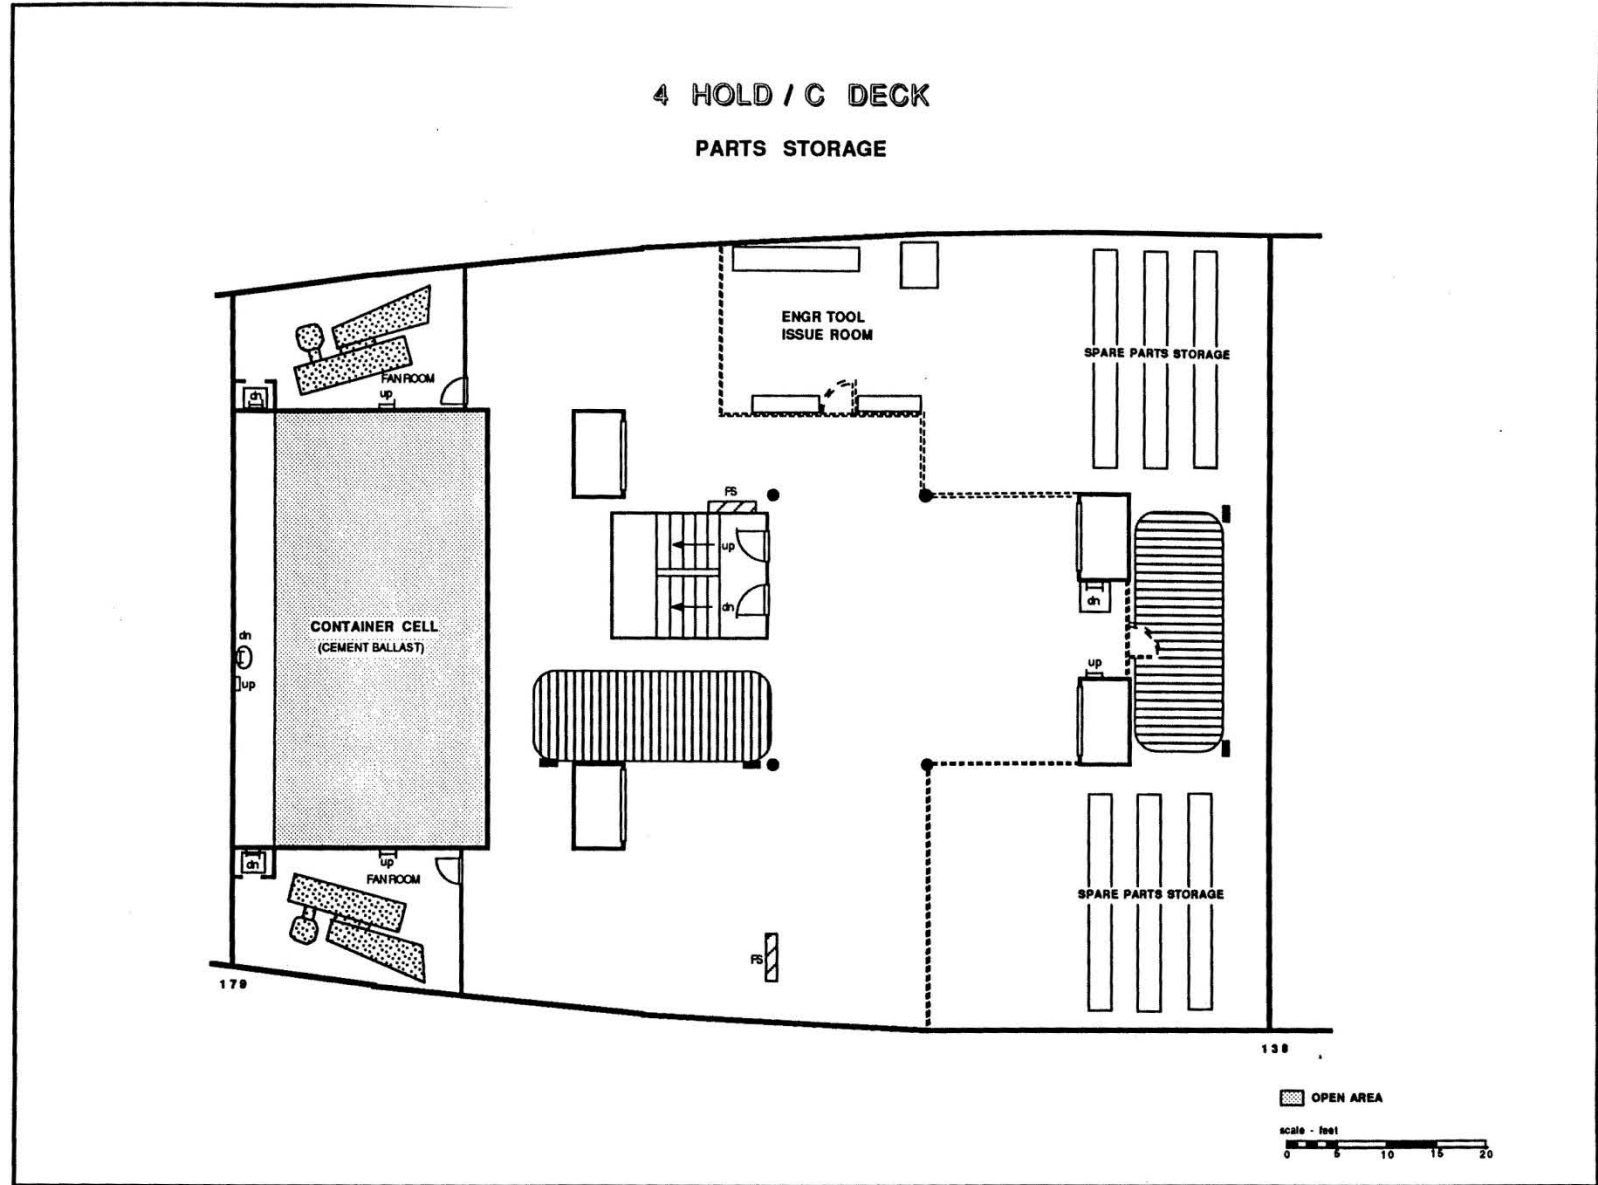 4 HOLD / C DECK
PARTS STORAGE
ENGR TOOL
ISSUE ROOM
SPARE PARTS STORAGE
FAN ROOM
up
dn
FS
up
dn
CONTAINER CELL
(CEMENT BALLAST)
dn
up
dn
up
dn
up
FAN ROOM
SPARE PARTS STORAGE
FS
179
138
OPEN AREA
scale - feet
0 5 10 15 20